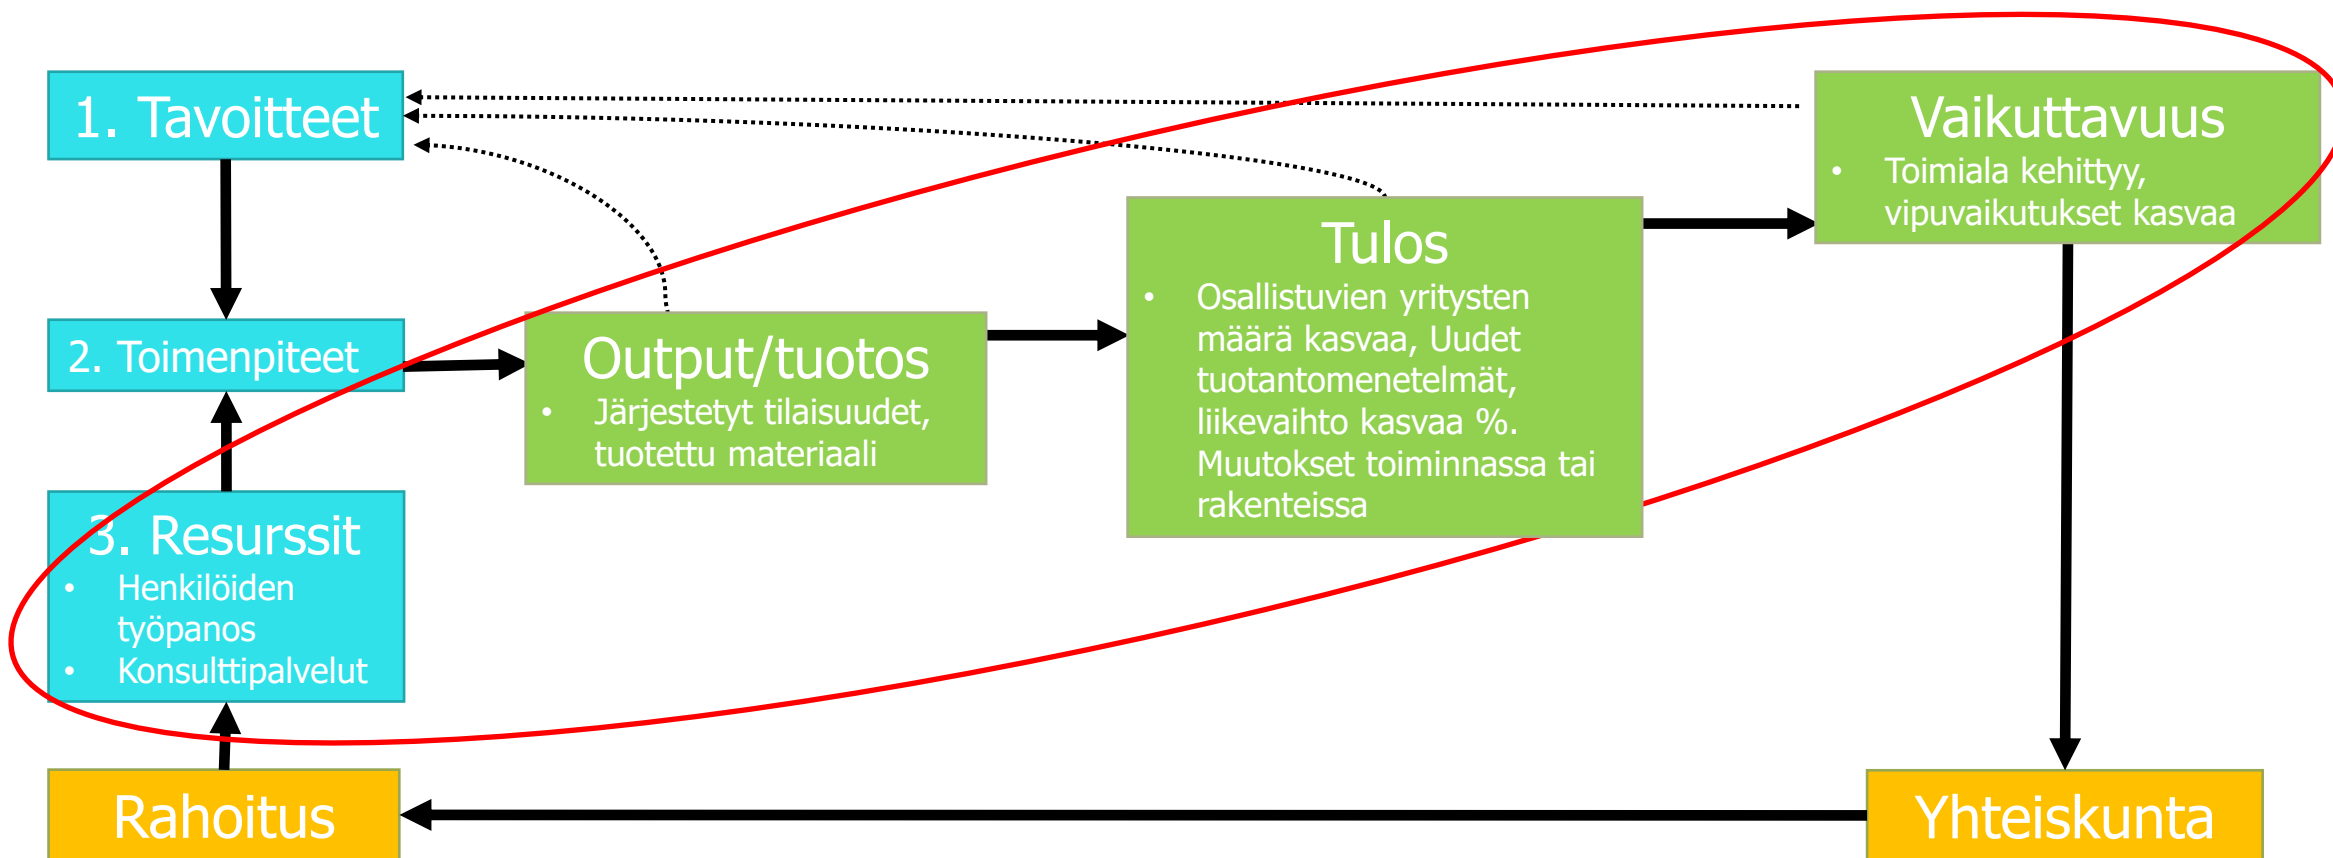 1. Tavoitteet
2. Toimenpiteet
3. Resurssit
• Henkilöiden
työpanos
• Konsulttipalvelut
Rahoitus
Output/tuotos
• Järjestetyt tilaisuudet,
tuotettu materiaali
Tulos
• Osallistuvien yritysten
määrä kasvaa, Uudet
tuotantomenetelmät,
liikevaihto kasvaa %.
Muutokset toiminnassa tai
rakenteissa
Vaikuttavuus
• Toimiala kehittyy,
vipuvaikutukset kasvaa
Yhteiskunta